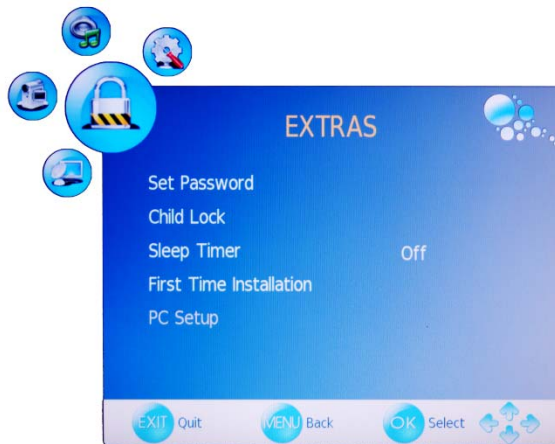 EXTRAS
Set Password
Child Lock
Sleep Timer Off
First Time Installation
PC Setup
EXIT Quit MENU Back OK Select